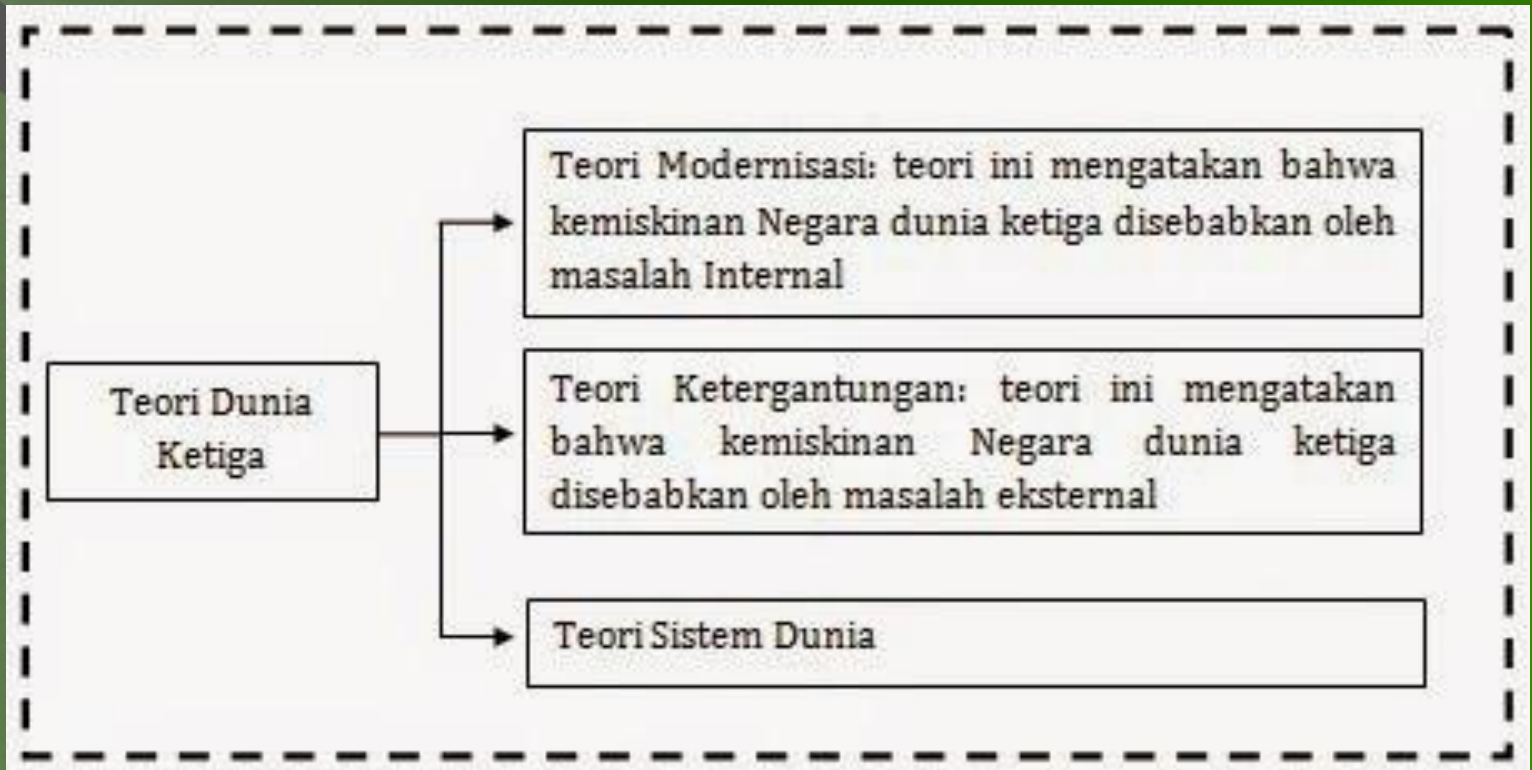 Teori Modernisasi: teori ini mengatakan bahwa
kemiskinan Negara dunia ketiga disebabkan oleh
masalah Internal
Teori Dunia
Ketiga
Teori Ketergantungan: teori ini mengatakan
bahwa kemiskinan Negara dunia ketiga
disebabkan oleh masalah eksternal
Teori Sistem Dunia